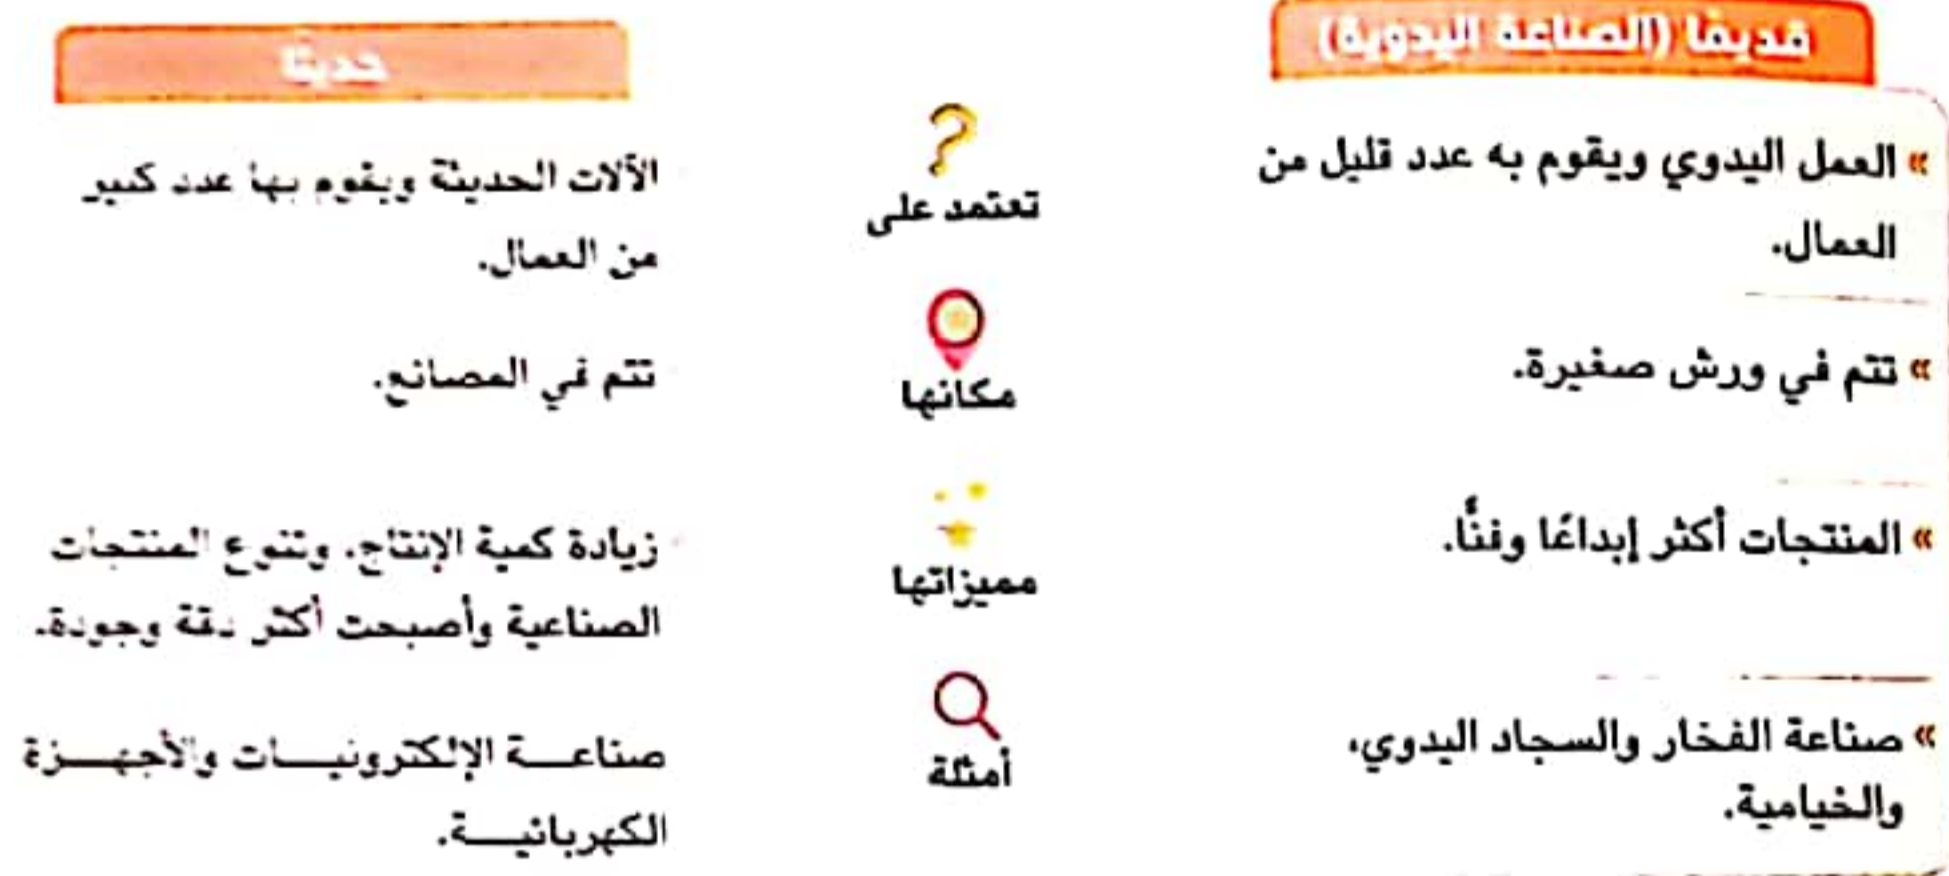 قديمًا (الصناعة اليدوية)
حديثًا
» العمل اليدوي ويقوم به عدد قليل من
العمال.
تعتمد على
الآلات الحديثة ويقوم بها عدد كبير
من العمال.
» تتم في ورش صغيرة.
مكانها
تتم في المصانع.
» المنتجات أكثر إبداعًا وفنًّا.
مميزاتها
زيادة كمية الإنتاج، وتنوع المنتجات
الصناعية وأصبحت أكثر دقة وجودة.
» صناعة الفخار والسجاد اليدوي،
والخيامية.
أمثلة
صناعة الإلكترونيات والأجهزة
الكهربائية.